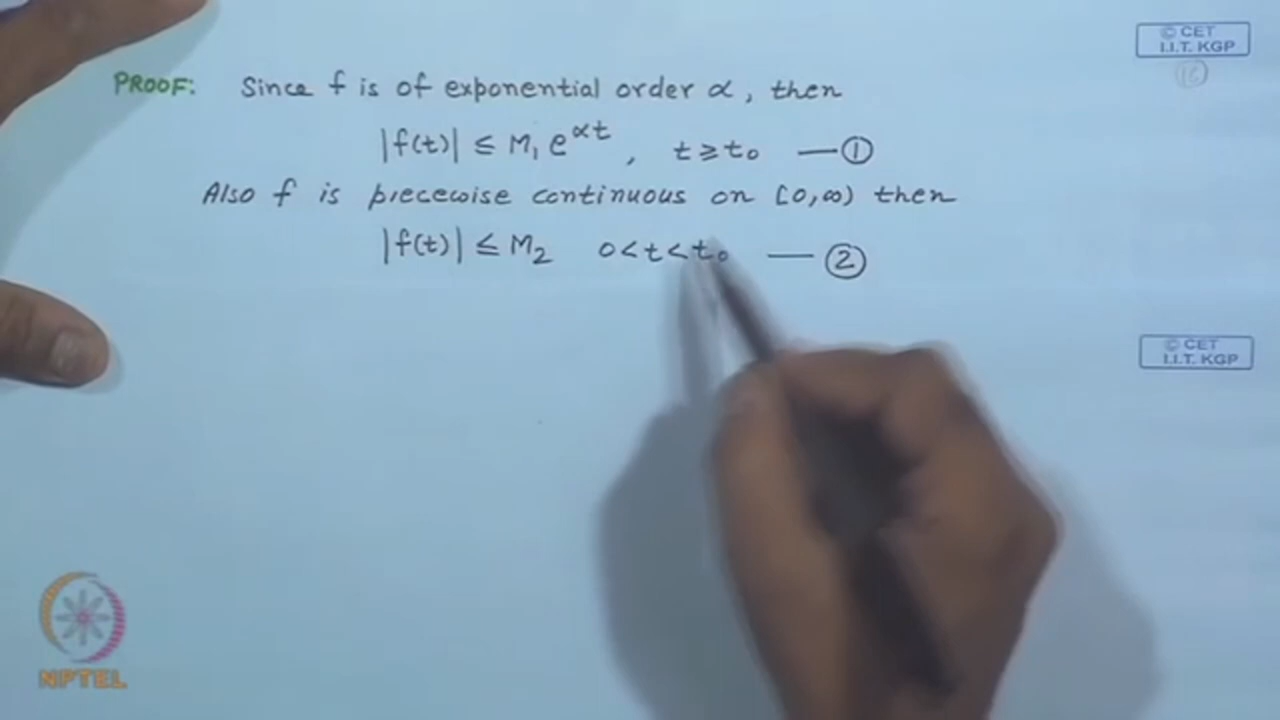 © CET
I.I.T. KGP
PROOF: Since f is of exponential order α, then
|f(t)| ≤ M₁ e^{αt}, t ≥ t₀ —①
Also f is piecewise continuous on [0,∞) then
|f(t)| ≤ M₂ 0<t<t₀ —②
© CET
I.I.T. KGP
NPTEL